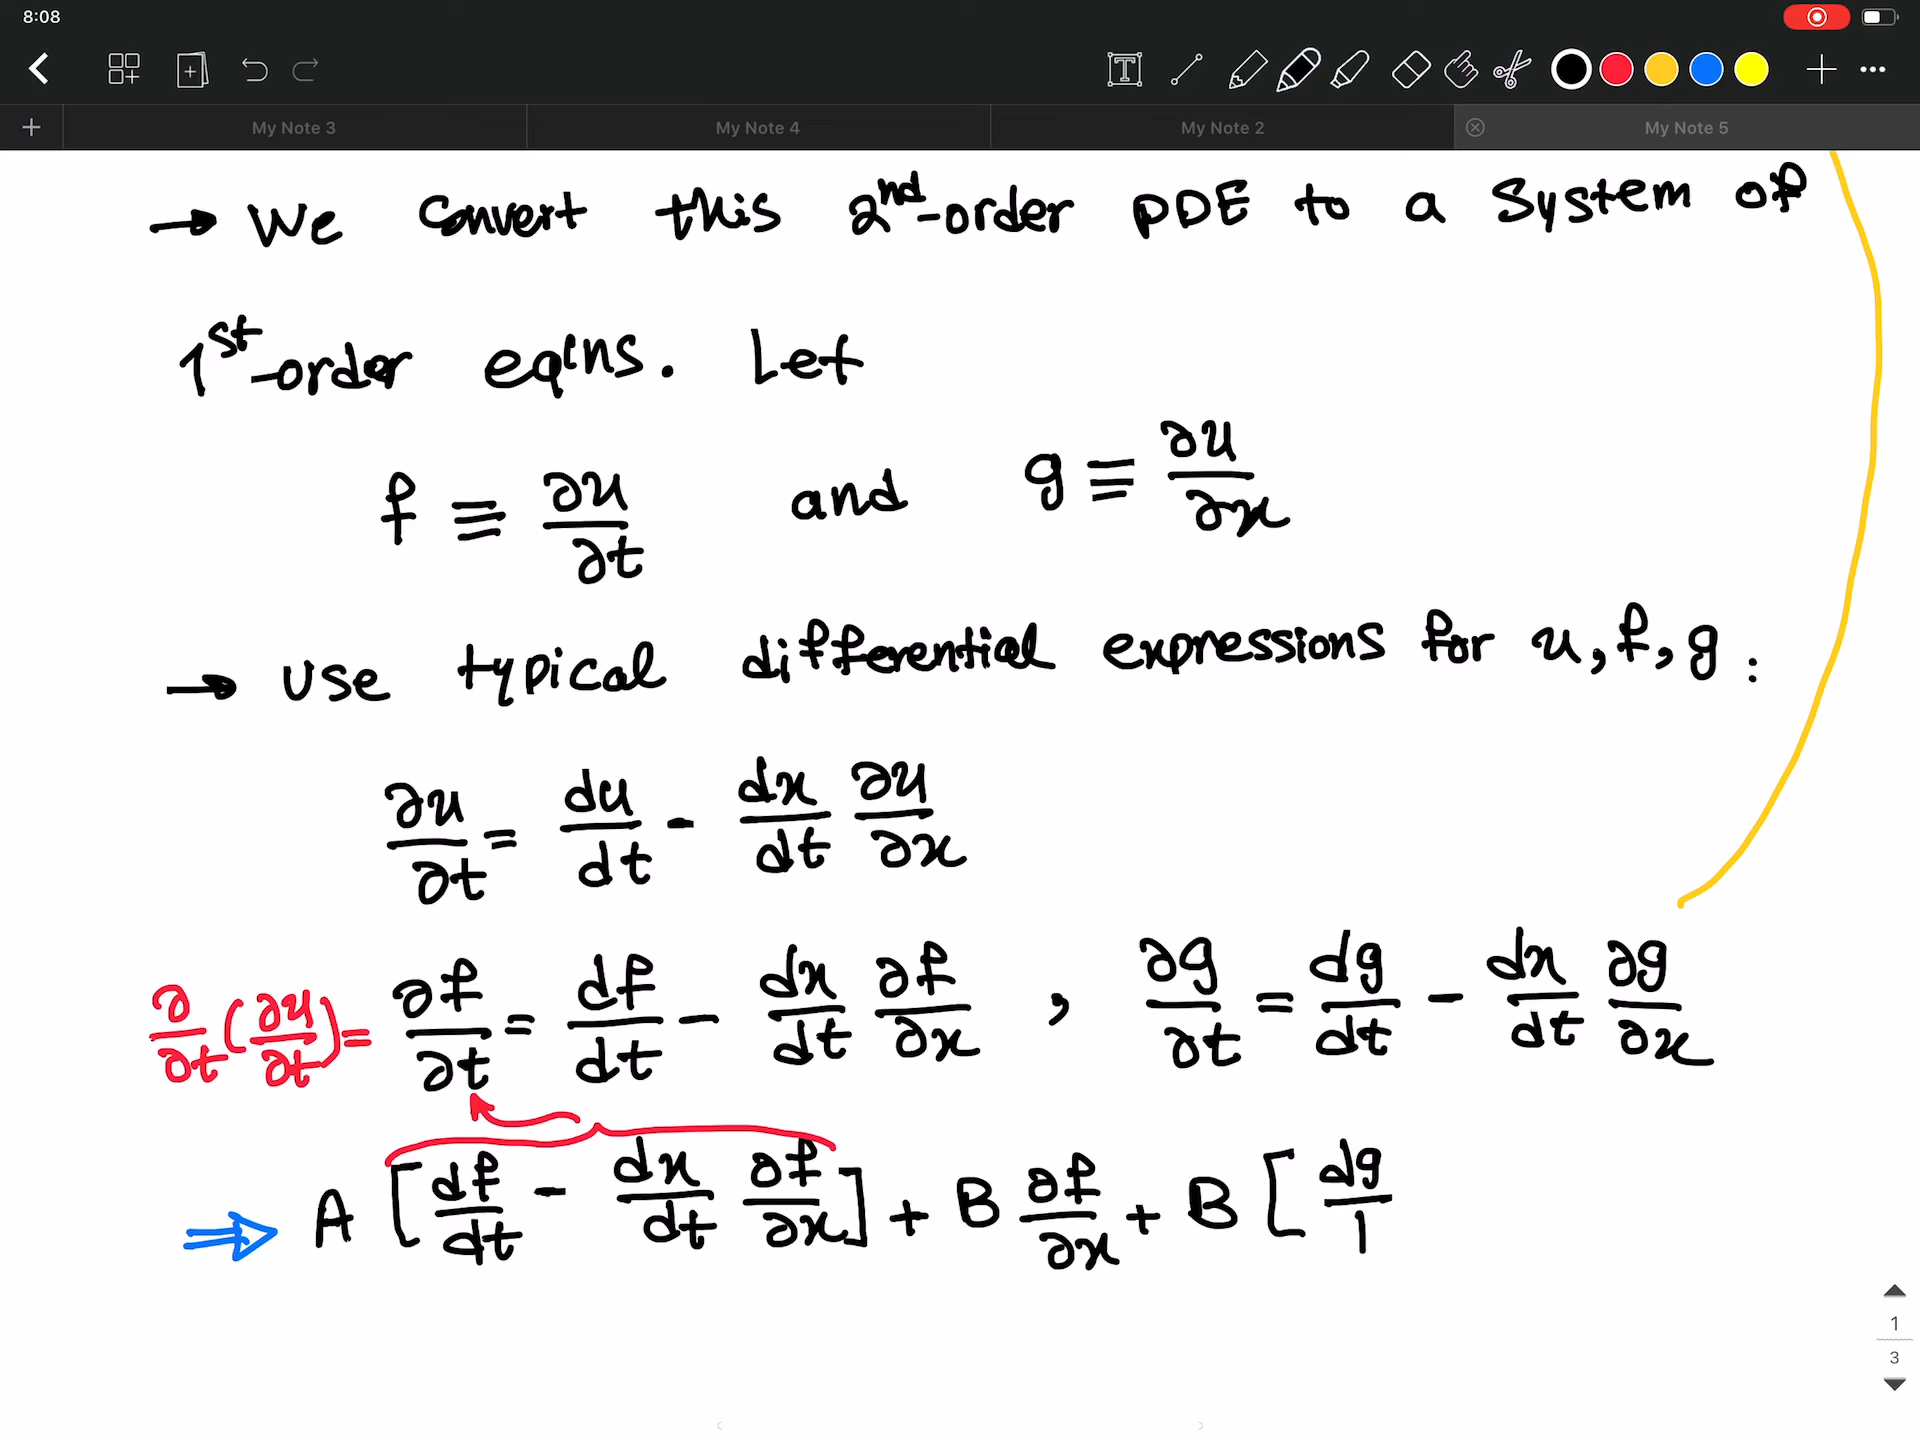 8:08
My Note 3 My Note 4 My Note 2 My Note 5
→ We convert this 2nd-order PDE to a system of
1st-order eq'ns. Let
f ≡ ∂u/∂t and g ≡ ∂u/∂x
→ Use typical differential expressions for u, f, g :
∂u/∂t = du/dt - dx/dt ∂u/∂x
∂/∂t (∂u/∂t) = ∂f/∂t = df/dt - dx/dt ∂f/∂x , ∂g/∂t = dg/dt - dx/dt ∂g/∂x
⇒ A [df/dt - dx/dt ∂f/∂x] + B ∂f/∂x + B [dg/
1
3